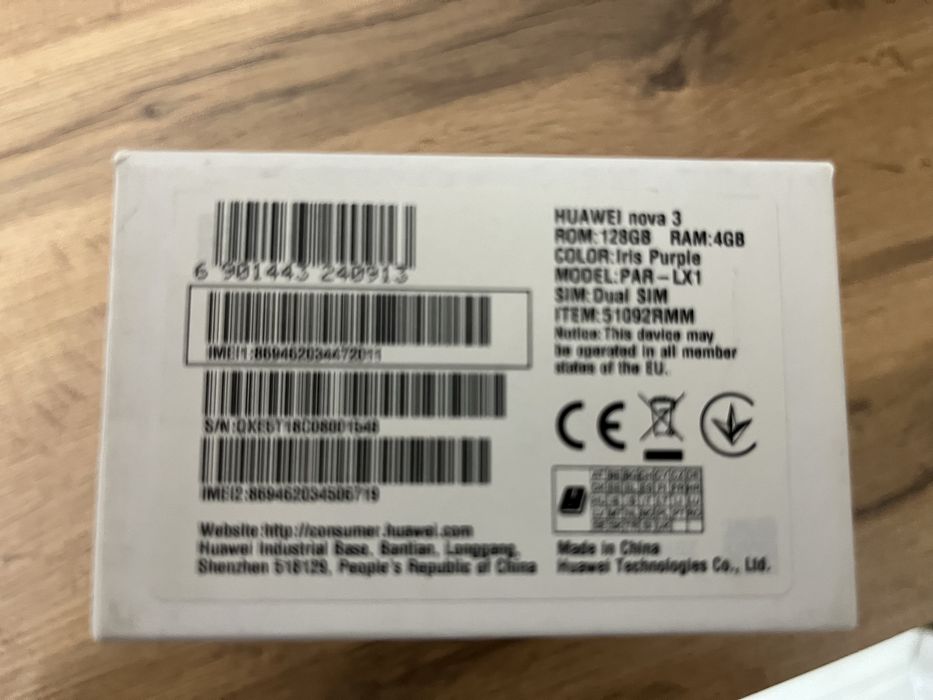 6 901443 240913
IMEI1:869462034472011
IMEI2:869462034506719
Website:http://consumer.huawei.com
Huawei Industrial Base, Bantian, Longgang,
Shenzhen 518129, People's Republic of China
HUAWEI nova 3
ROM:128GB RAM:4GB
COLOR:Iris Purple
MODEL:PAR-LX1
SIM:Dual SIM
ITEM:51092RMM
Notice:This device may
be operated in all member
states of the EU.
CE
Made in China
Huawei Technologies Co., Ltd.